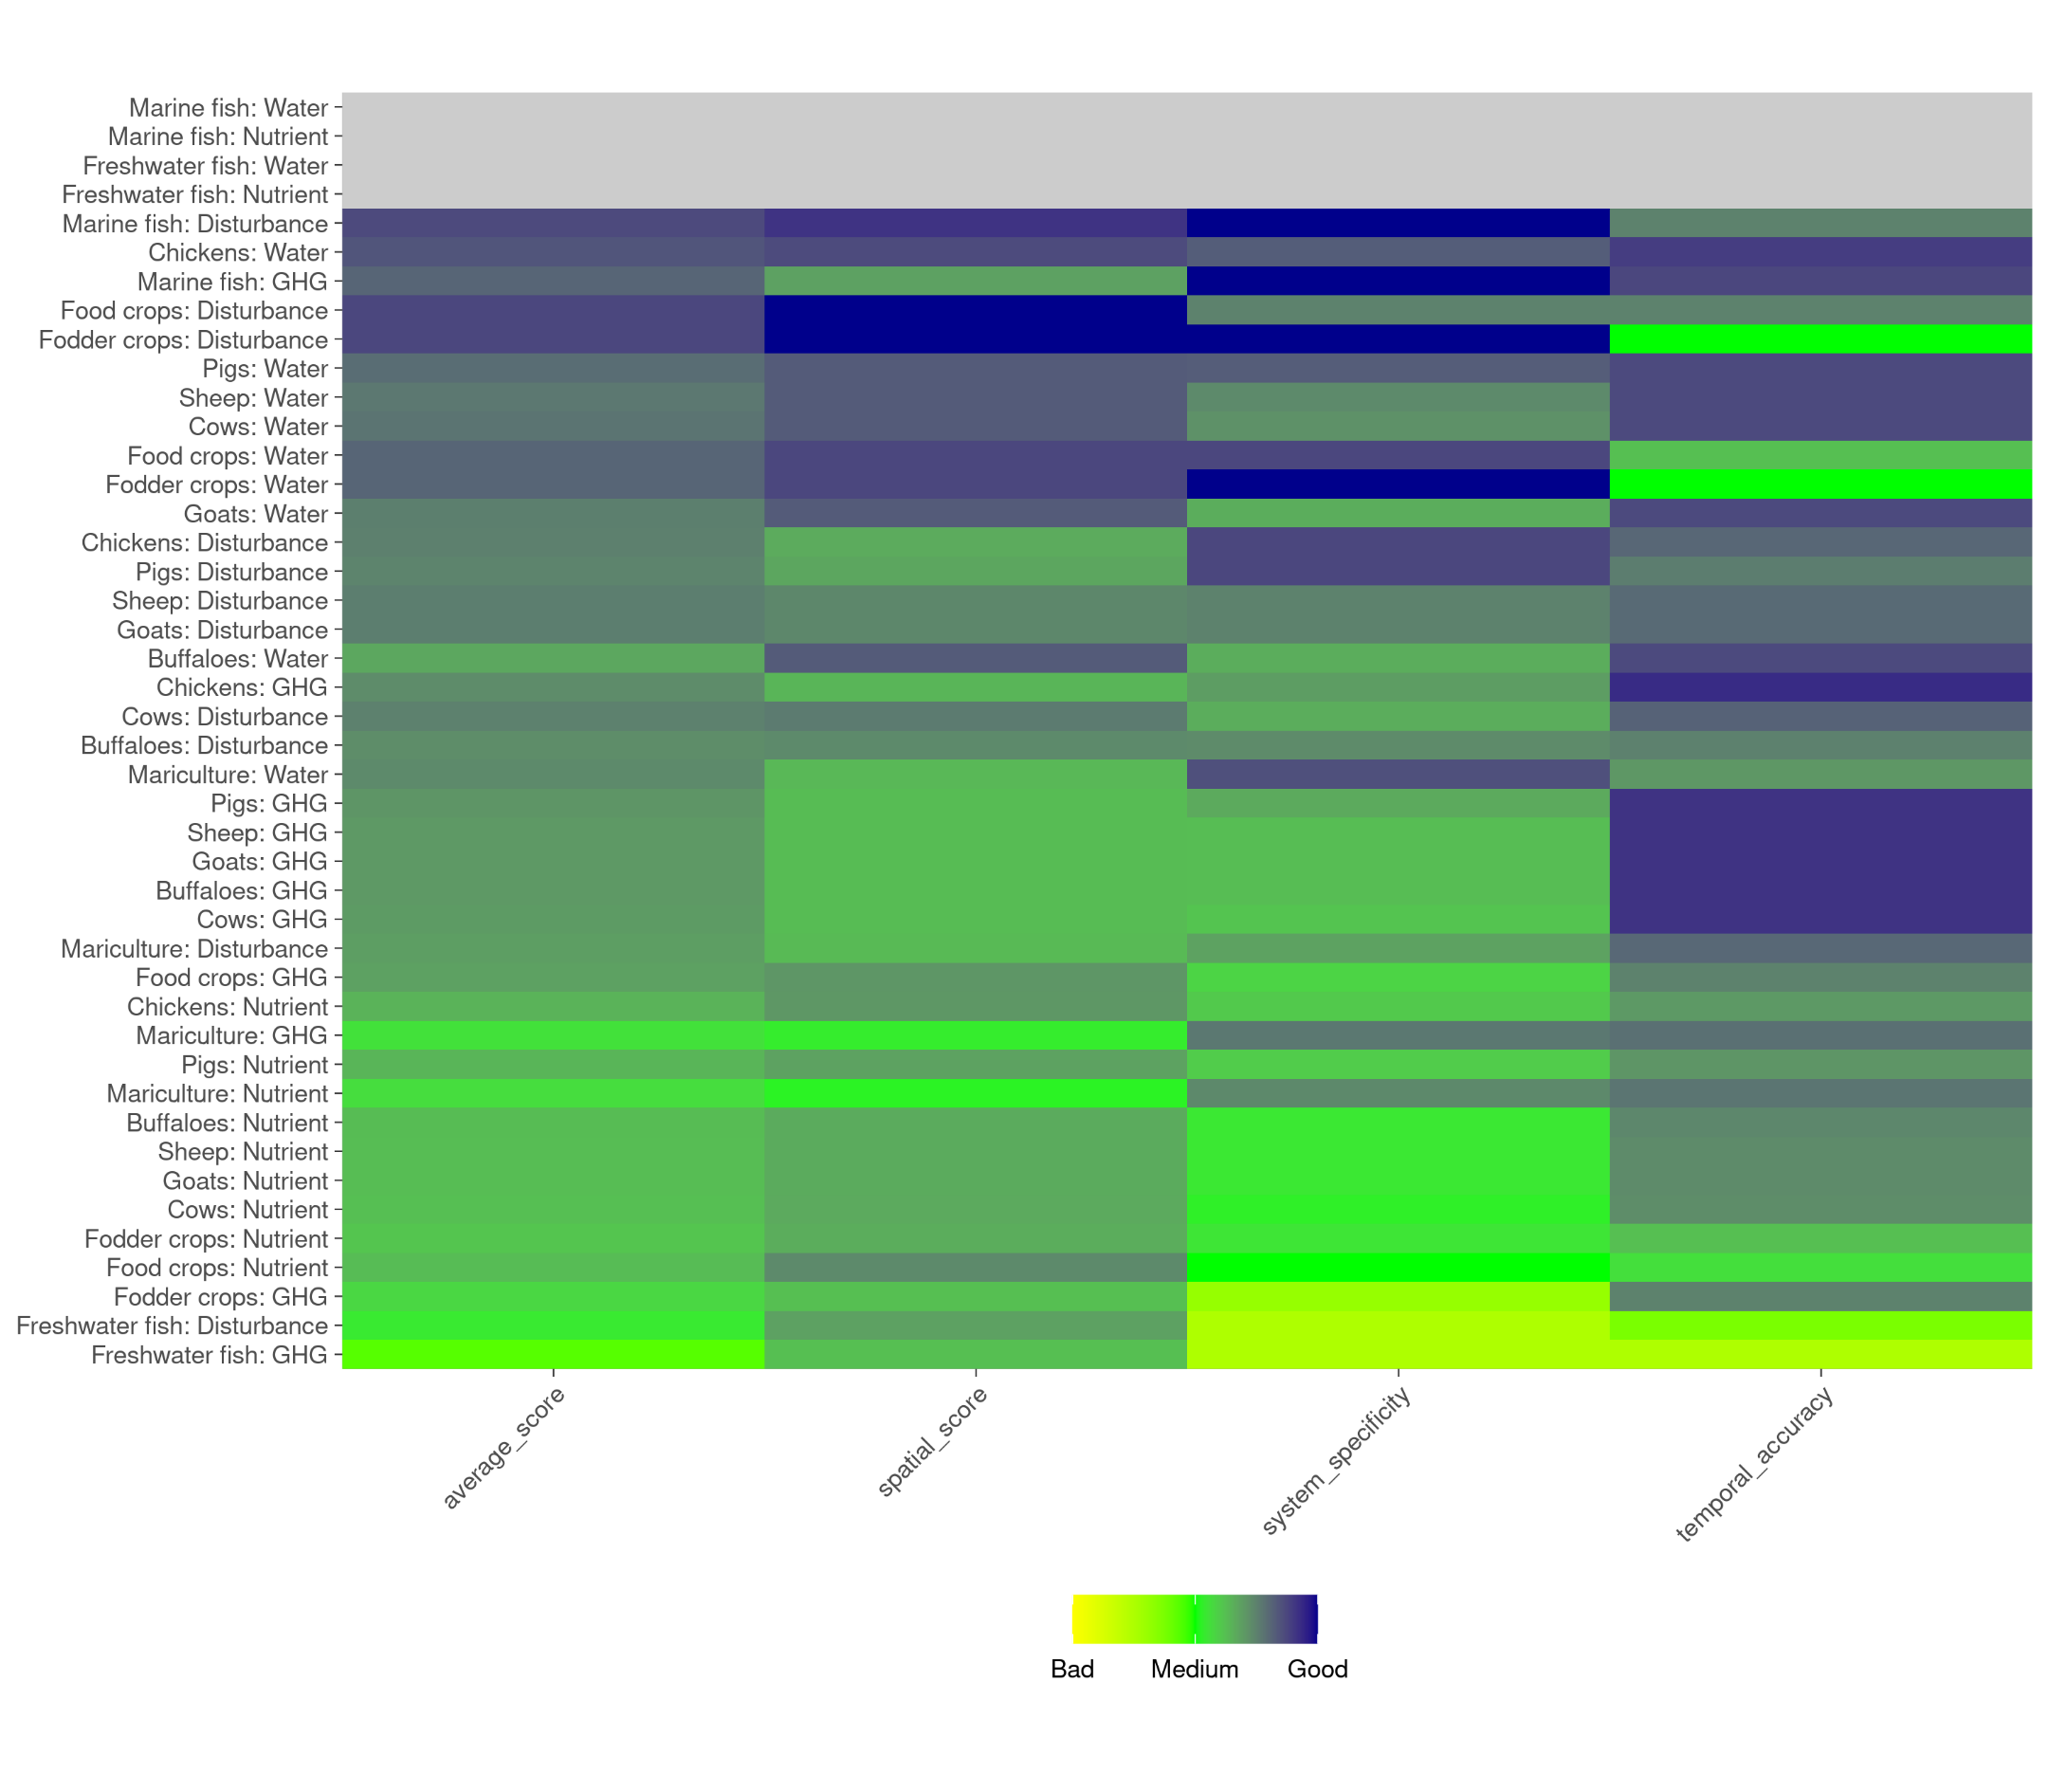 Marine fish: Water
Marine fish: Nutrient
Freshwater fish: Water
Freshwater fish: Nutrient
Marine fish: Disturbance
Chickens: Water
Marine fish: GHG
Food crops: Disturbance
Fodder crops: Disturbance
Pigs: Water
Sheep: Water
Cows: Water
Food crops: Water
Fodder crops: Water
Goats: Water
Chickens: Disturbance
Pigs: Disturbance
Sheep: Disturbance
Goats: Disturbance
Buffaloes: Water
Chickens: GHG
Cows: Disturbance
Buffaloes: Disturbance
Mariculture: Water
Pigs: GHG
Sheep: GHG
Goats: GHG
Buffaloes: GHG
Cows: GHG
Mariculture: Disturbance
Food crops: GHG
Chickens: Nutrient
Mariculture: GHG
Pigs: Nutrient
Mariculture: Nutrient
Buffaloes: Nutrient
Sheep: Nutrient
Goats: Nutrient
Cows: Nutrient
Fodder crops: Nutrient
Food crops: Nutrient
Fodder crops: GHG
Freshwater fish: Disturbance
Freshwater fish: GHG
average_score
spatial_score
system_specificity
temporal_accuracy
Bad Medium Good